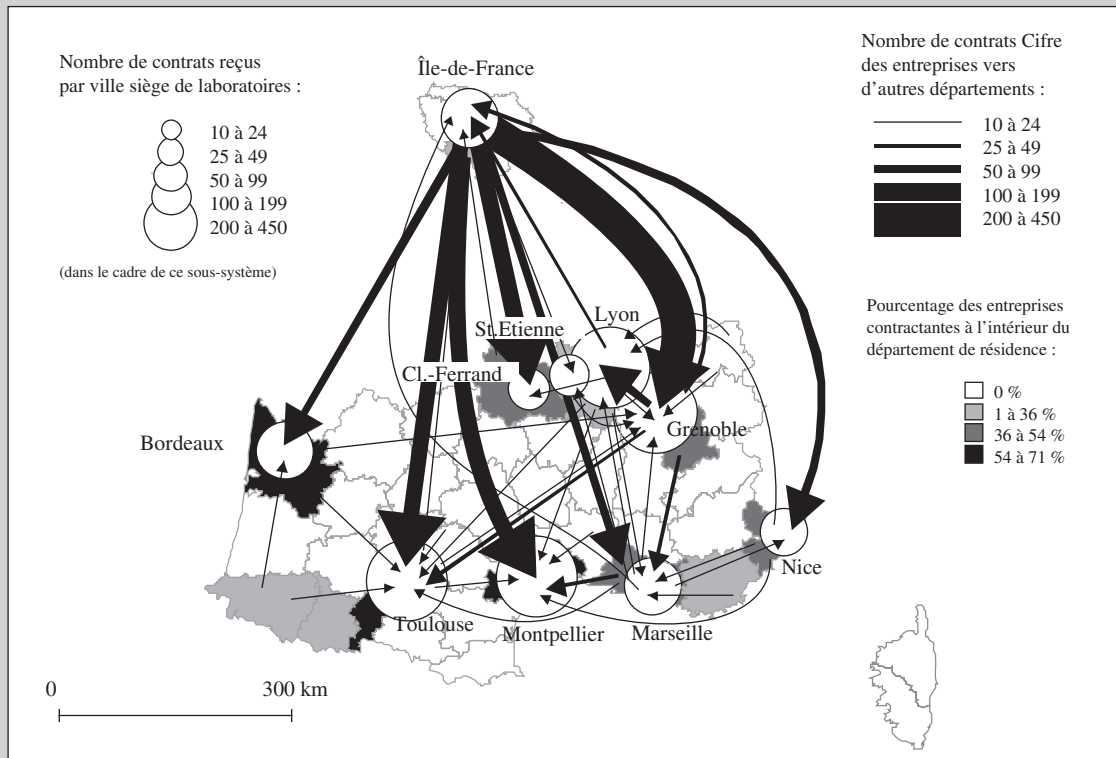 Nombre de contrats reçus
par ville siège de laboratoires :
10 à 24
25 à 49
50 à 99
100 à 199
200 à 450
(dans le cadre de ce sous-système)
Île-de-France
Nombre de contrats Cifre
des entreprises vers
d'autres départements :
10 à 24
25 à 49
50 à 99
100 à 199
200 à 450
Pourcentage des entreprises
contractantes à l'intérieur du
département de résidence :
0 %
1 à 36 %
36 à 54 %
54 à 71 %
Lyon
St.Etienne
Cl.-Ferrand
Grenoble
Bordeaux
Nice
Toulouse
Montpellier
Marseille
0
300 km